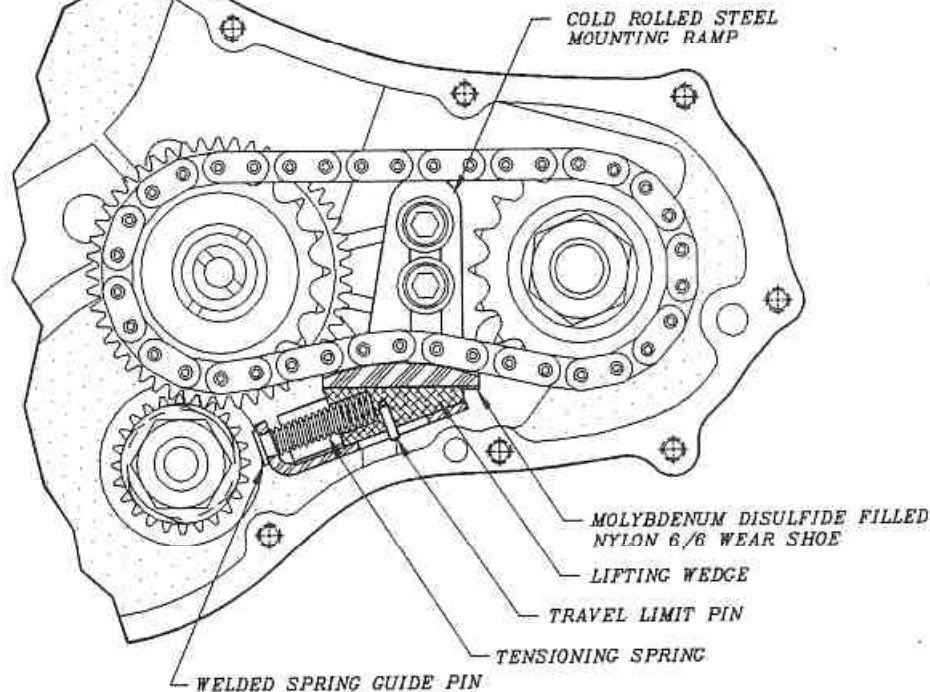 COLD ROLLED STEEL
MOUNTING RAMP
MOLYBDENUM DISULFIDE FILLED
NYLON 6/6 WEAR SHOE
LIFTING WEDGE
TRAVEL LIMIT PIN
TENSIONING SPRING
WELDED SPRING GUIDE PIN